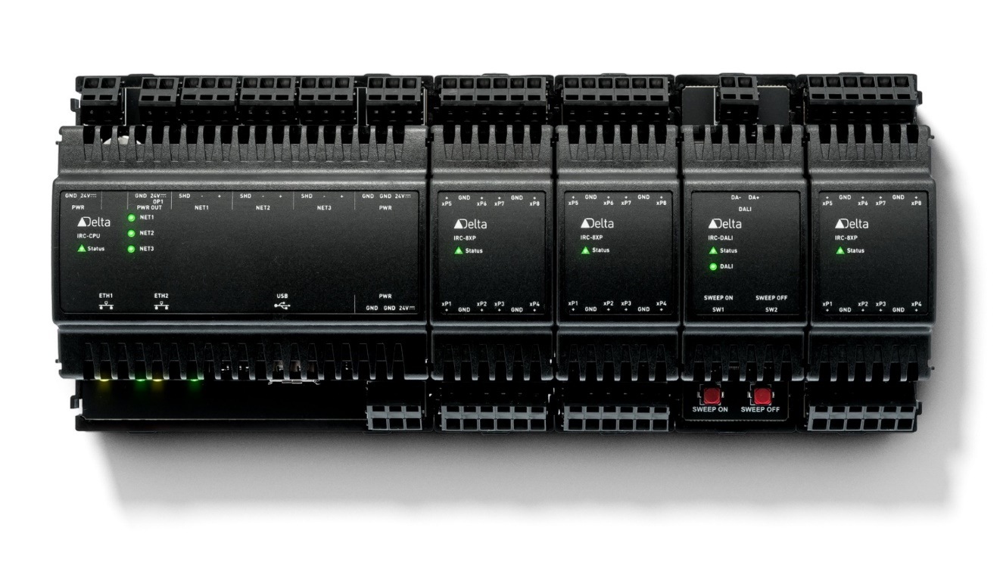 GND 24V GND 24V SHD - + SHD - + SHD - + GND GND 24V
OP1
PWR PWR OUT NET1 NET2 NET3 PWR
Delta
IRC-CPU
Status
NET1
NET2
NET3
ETH1 ETH2 USB PWR
GND GND 24V
+ GND + + GND +
xP5 xP6 xP7 xP8
Delta
IRC-8XP
Status
xP1 xP2 xP3 xP4
+ GND + + GND +
+ GND + + GND +
xP5 xP6 xP7 xP8
Delta
IRC-8XP
Status
xP1 xP2 xP3 xP4
+ GND + + GND +
DA- DA+
DALI
Delta
IRC-DALI
Status
DALI
SWEEP ON SWEEP OFF
SW1 SW2
SWEEP ON SWEEP OFF
+ GND + + GND +
xP5 xP6 xP7 xP8
Delta
IRC-8XP
Status
xP1 xP2 xP3 xP4
+ GND + + GND +